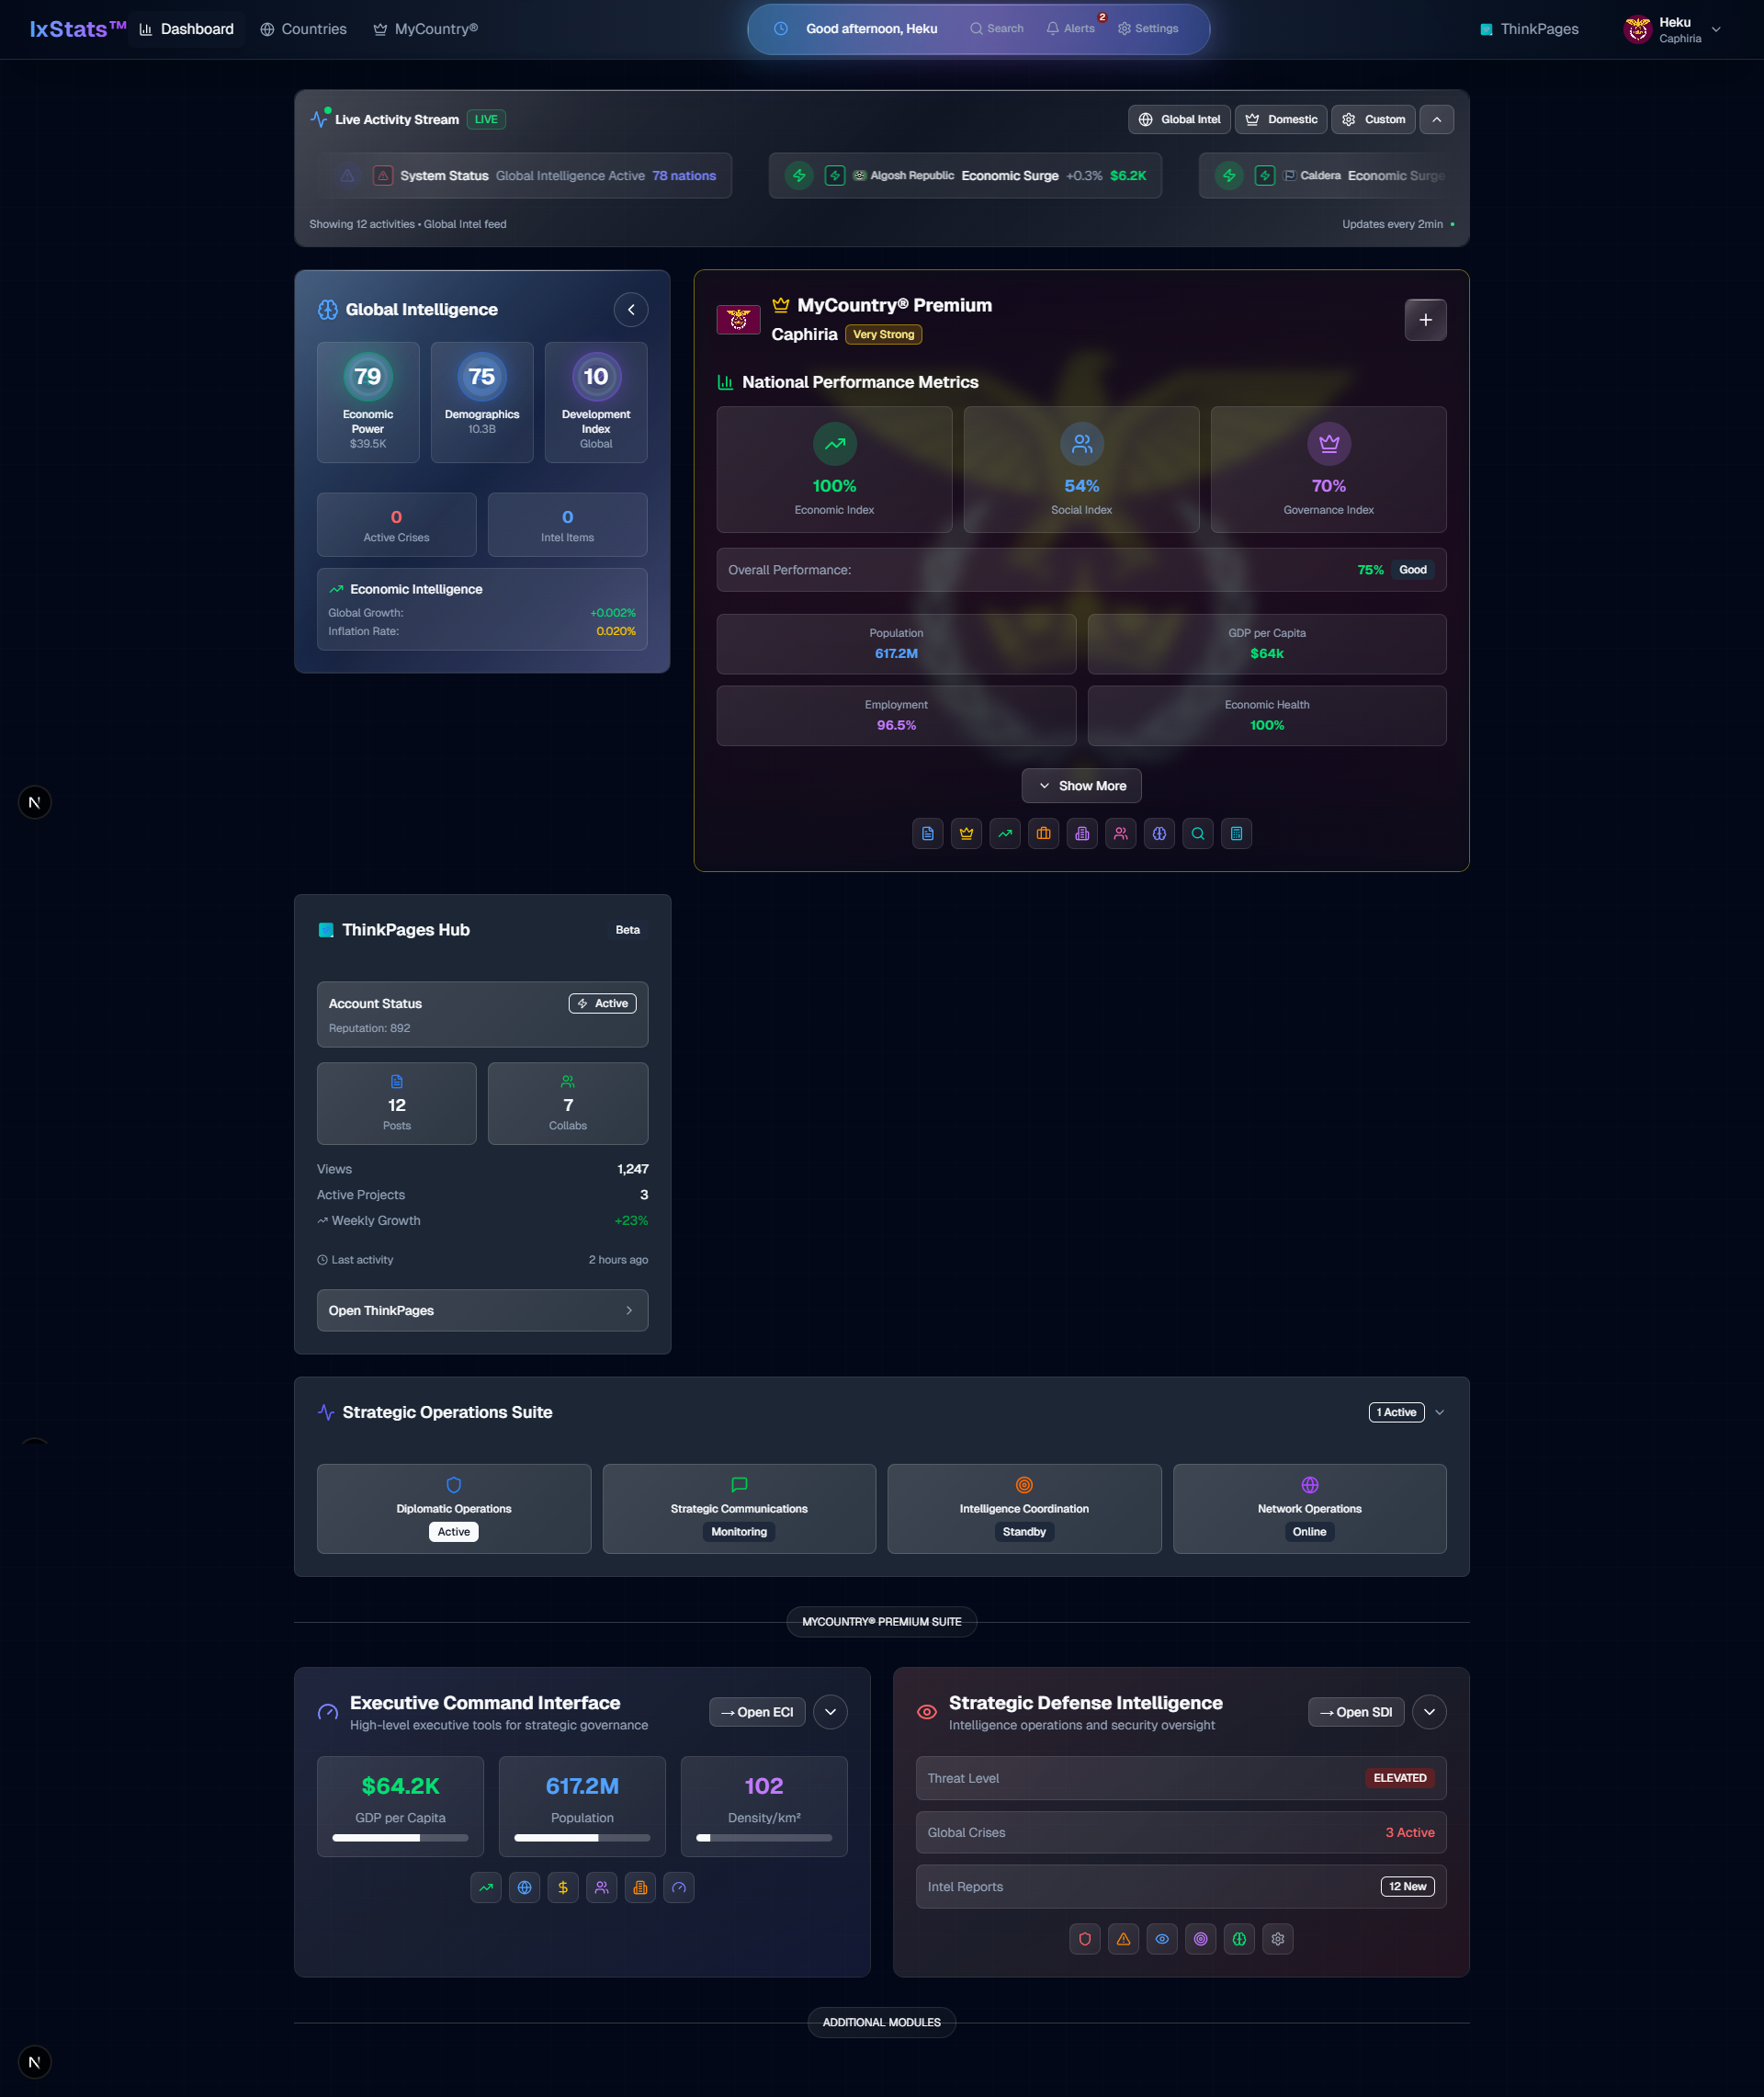 IxStats™
Dashboard
Countries
MyCountry®
Good afternoon, Heku
Search
Alerts
2
Settings
ThinkPages
Heku
Caphiria
Live Activity Stream
LIVE
Global Intel
Domestic
Custom
System Status Global Intelligence Active 78 nations
Algosh Republic Economic Surge +0.3% $6.2K
Caldera Economic Surge
Showing 12 activities • Global Intel feed
Updates every 2min
Global Intelligence
79
Economic
Power
$39.5K
75
Demographics
10.3B
10
Development
Index
Global
0
Active Crises
0
Intel Items
Economic Intelligence
Global Growth: +0.002%
Inflation Rate: 0.020%
MyCountry® Premium
Caphiria
Very Strong
National Performance Metrics
100%
Economic Index
54%
Social Index
70%
Governance Index
Overall Performance: 75% Good
Population
617.2M
GDP per Capita
$64k
Employment
96.5%
Economic Health
100%
Show More
ThinkPages Hub
Beta
Account Status
Active
Reputation: 892
12
Posts
7
Collabs
Views 1,247
Active Projects 3
Weekly Growth +23%
Last activity 2 hours ago
Open ThinkPages
Strategic Operations Suite
1 Active
Diplomatic Operations
Active
Strategic Communications
Monitoring
Intelligence Coordination
Standby
Network Operations
Online
MYCOUNTRY® PREMIUM SUITE
Executive Command Interface
High-level executive tools for strategic governance
→ Open ECI
$64.2K
GDP per Capita
617.2M
Population
102
Density/km²
Strategic Defense Intelligence
Intelligence operations and security oversight
→ Open SDI
Threat Level ELEVATED
Global Crises 3 Active
Intel Reports 12 New
ADDITIONAL MODULES
N
N